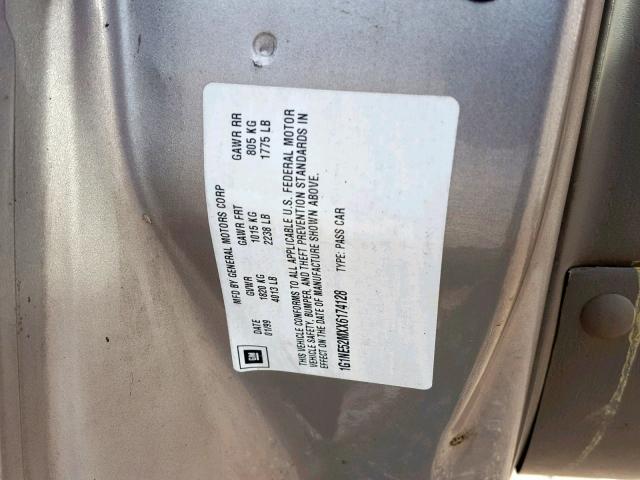 MFD BY GENERAL MOTORS CORP
DATE GVWR GAWR FRT GAWR RR
01/99 1820 KG 1015 KG 805 KG
4013 LB 2238 LB 1775 LB
GM
THIS VEHICLE CONFORMS TO ALL APPLICABLE U.S. FEDERAL MOTOR
VEHICLE SAFETY, BUMPER, AND THEFT PREVENTION STANDARDS IN
EFFECT ON THE DATE OF MANUFACTURE SHOWN ABOVE.
1G1NE52MXX6174128 TYPE: PASS CAR